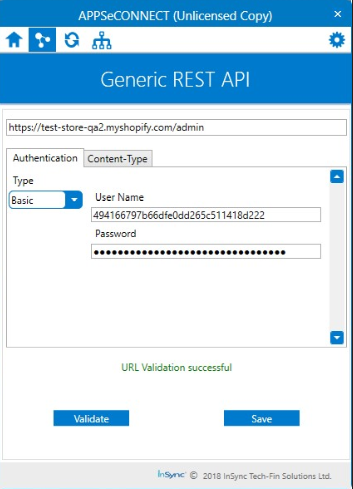 APPSeCONNECT (Unlicensed Copy)
Generic REST API
https://test-store-qa2.myshopify.com/admin
Authentication Content-Type
Type
Basic
User Name
494166797b66dfe0dd265c511418d222
Password
URL Validation successful
Validate Save
InSync © 2018 InSync Tech-Fin Solutions Ltd.